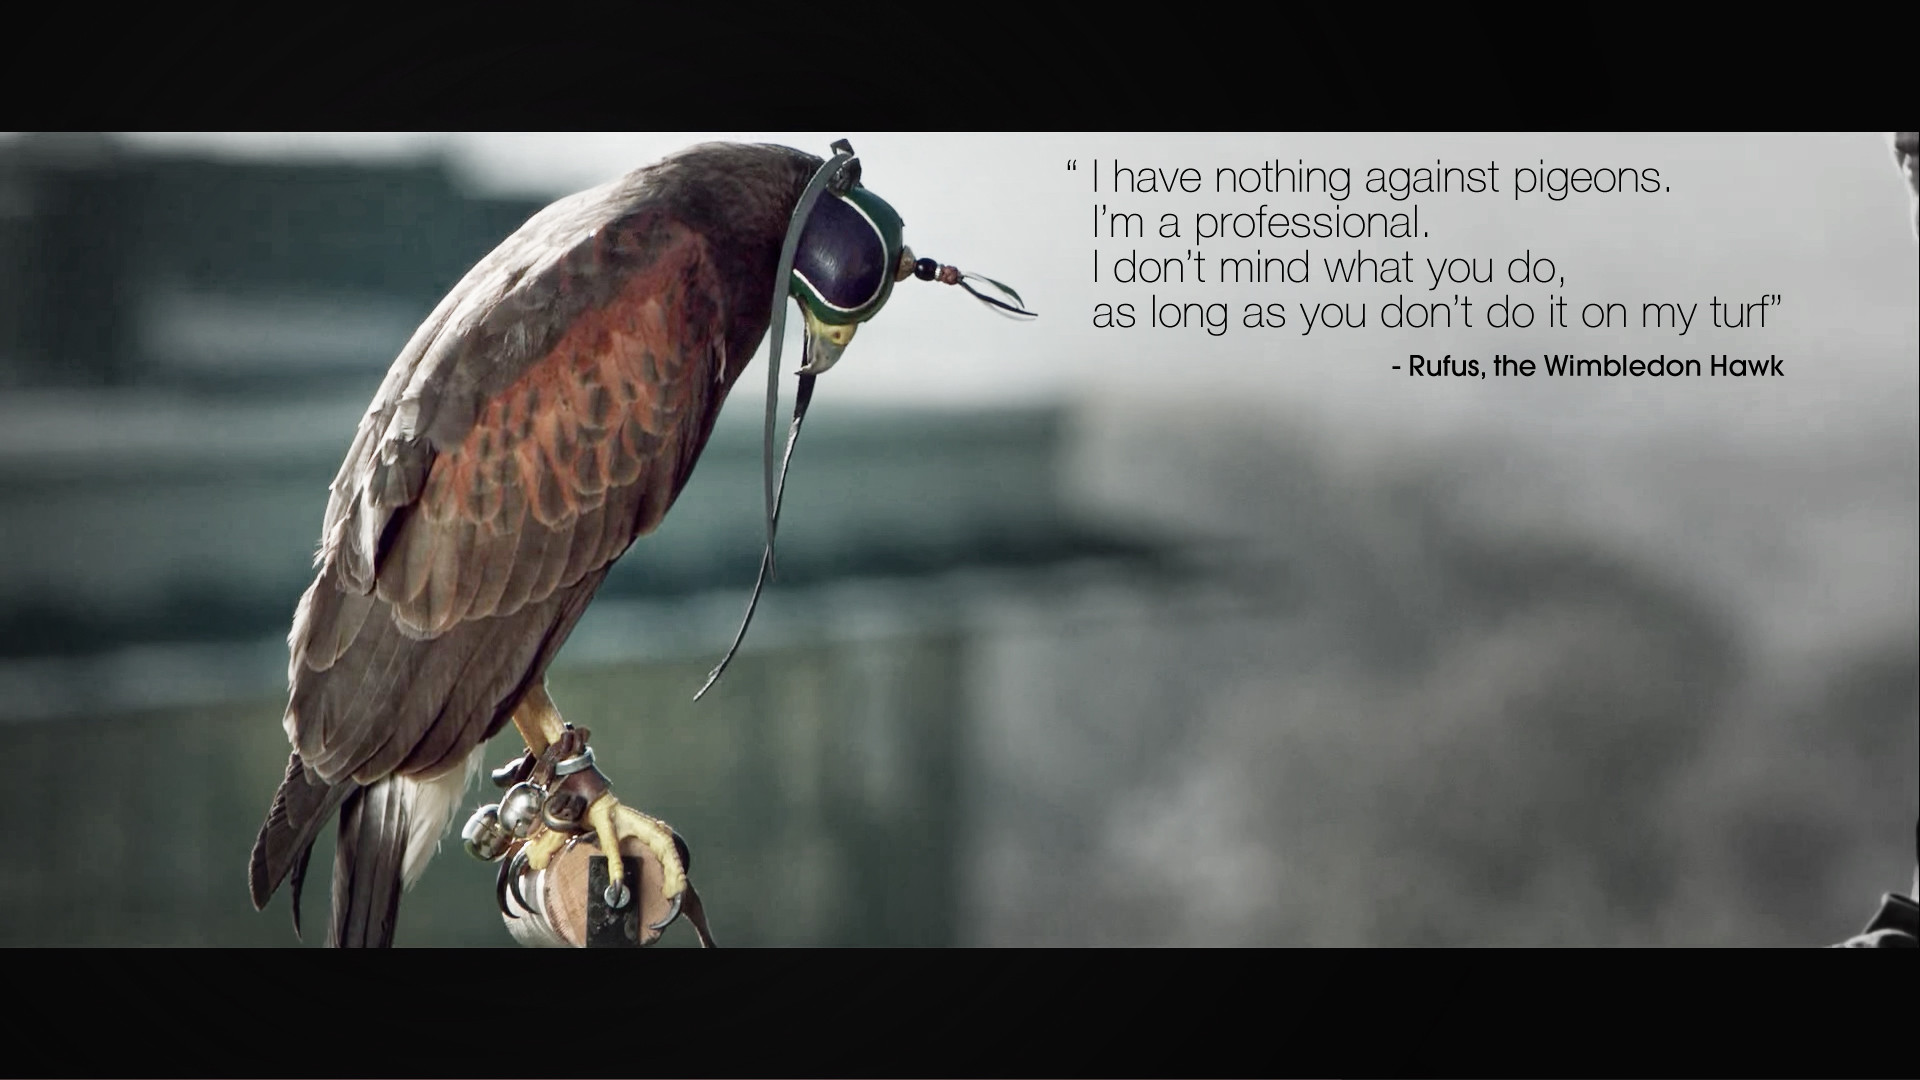 “ I have nothing against pigeons.
I’m a professional.
I don’t mind what you do,
as long as you don’t do it on my turf”
- Rufus, the Wimbledon Hawk